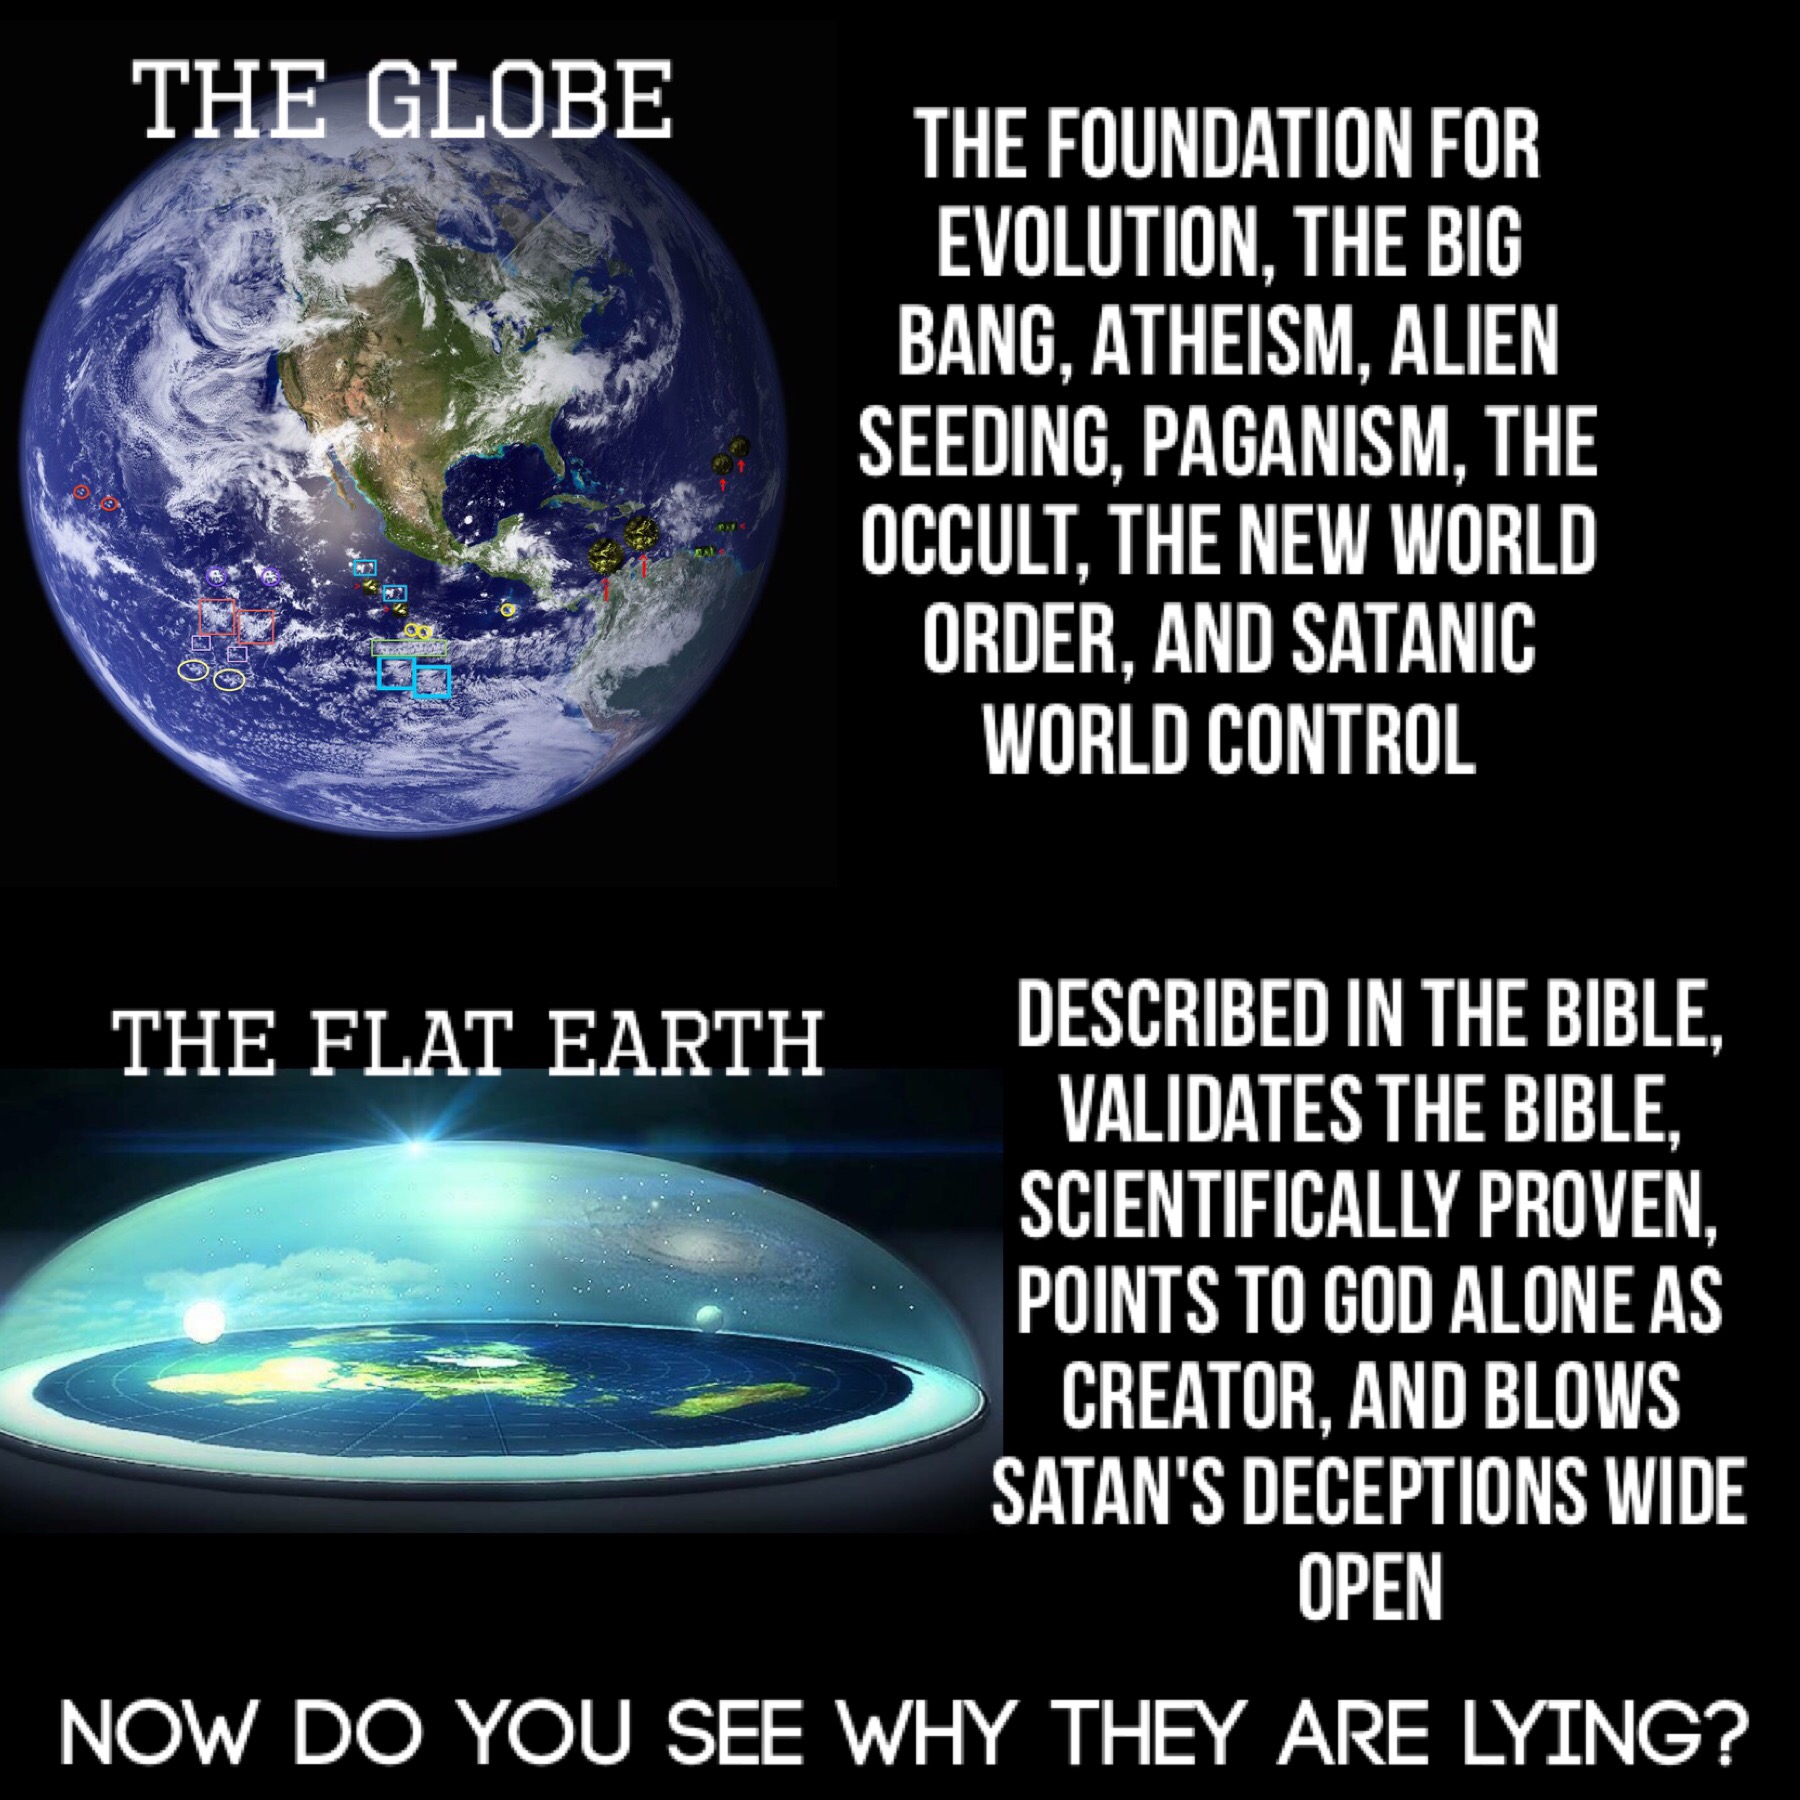 THE GLOBE
THE FOUNDATION FOR
EVOLUTION, THE BIG
BANG, ATHEISM, ALIEN
SEEDING, PAGANISM, THE
OCCULT, THE NEW WORLD
ORDER, AND SATANIC
WORLD CONTROL
THE FLAT EARTH
DESCRIBED IN THE BIBLE,
VALIDATES THE BIBLE,
SCIENTIFICALLY PROVEN,
POINTS TO GOD ALONE AS
CREATOR, AND BLOWS
SATAN'S DECEPTIONS WIDE
OPEN
NOW DO YOU SEE WHY THEY ARE LYING?